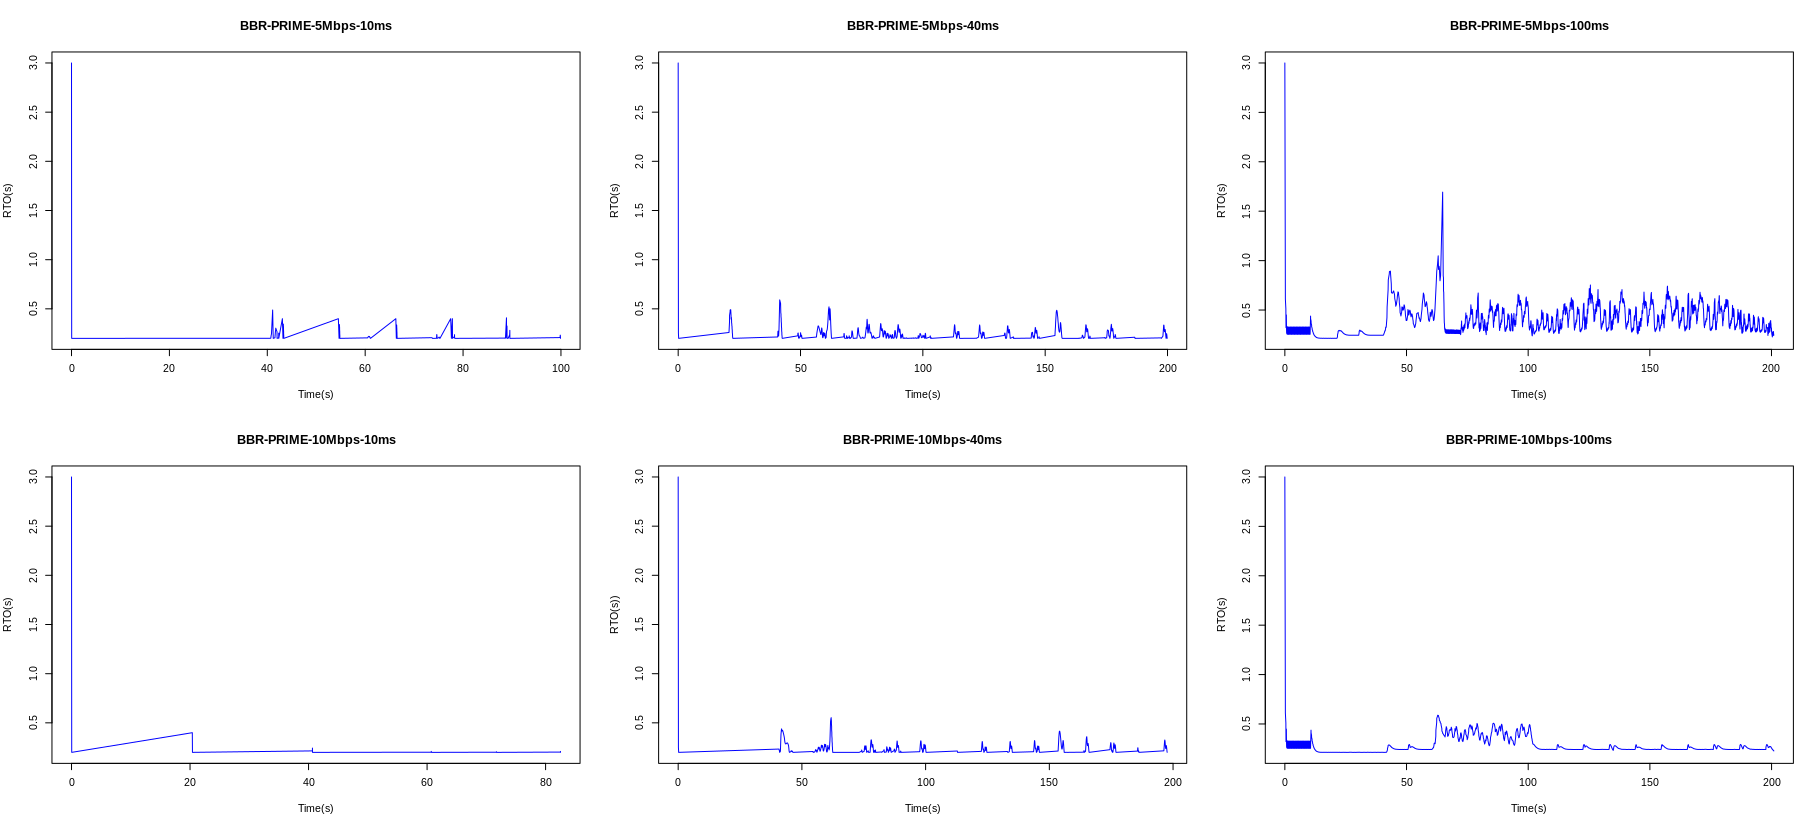 BBR-PRIME-5Mbps-10ms
RTO(s)
3.0
2.5
2.0
1.5
1.0
0.5
0 20 40 60 80 100
Time(s)
BBR-PRIME-5Mbps-40ms
RTO(s)
3.0
2.5
2.0
1.5
1.0
0.5
0 50 100 150 200
Time(s)
BBR-PRIME-5Mbps-100ms
RTO(s)
3.0
2.5
2.0
1.5
1.0
0.5
0 50 100 150 200
Time(s)
BBR-PRIME-10Mbps-10ms
RTO(s)
3.0
2.5
2.0
1.5
1.0
0.5
0 20 40 60 80
Time(s)
BBR-PRIME-10Mbps-40ms
RTO(s))
3.0
2.5
2.0
1.5
1.0
0.5
0 50 100 150 200
Time(s)
BBR-PRIME-10Mbps-100ms
RTO(s)
3.0
2.5
2.0
1.5
1.0
0.5
0 50 100 150 200
Time(s)